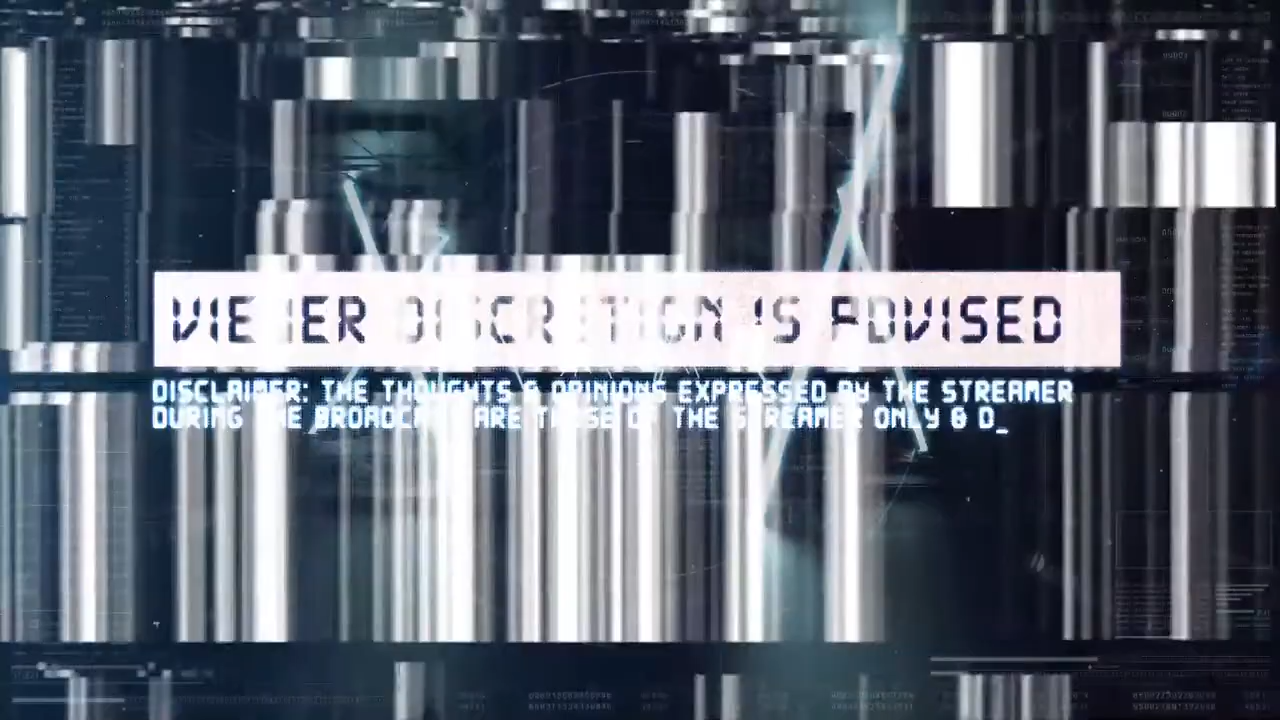 VIEWER DISCRETION IS ADVISED
DISCLAIMER: THE THOUGHTS & OPINIONS EXPRESSED BY THE STREAMER
DURING THE BROADCAST ARE THOSE OF THE STREAMER ONLY & D_